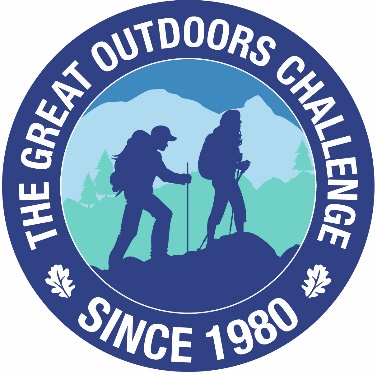 THE GREAT OUTDOORS CHALLENGE
SINCE 1980